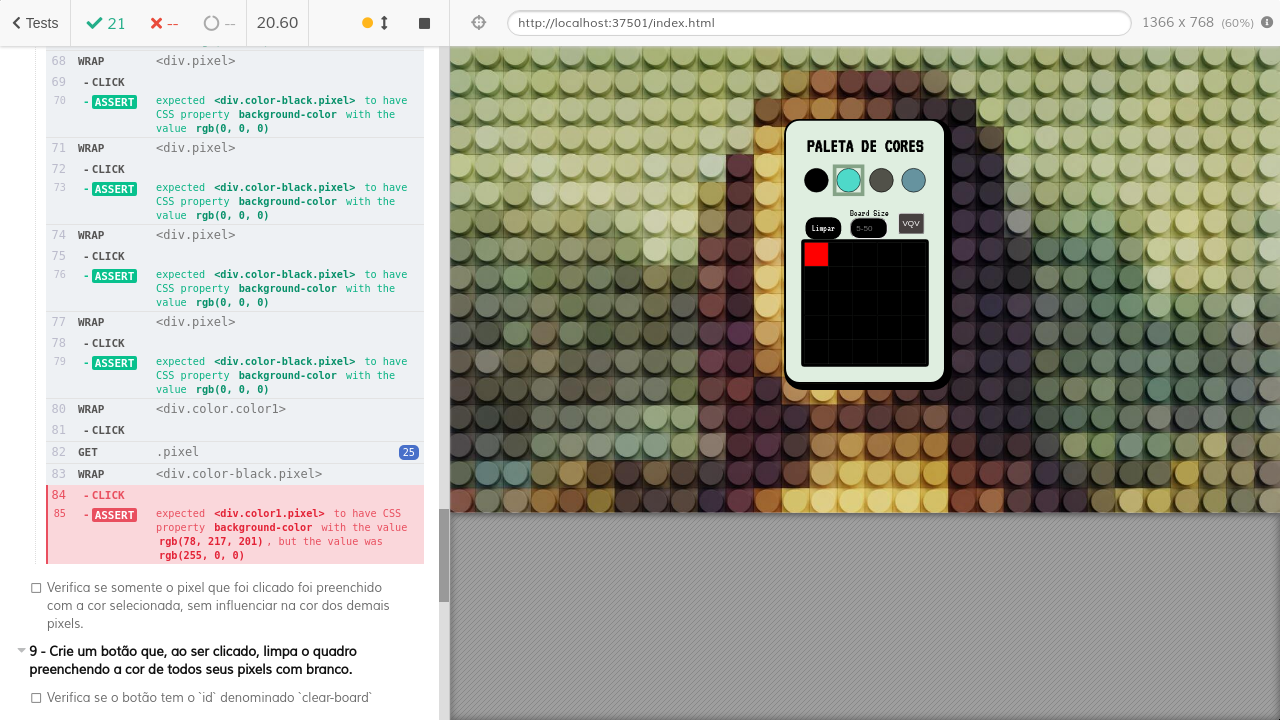 Tests
21
--
--
20.60
http://localhost:37501/index.html
1366 x 768 (60%)
68 WRAP <div.pixel>
69 -CLICK
70 -ASSERT expected <div.color-black.pixel> to have
CSS property background-color with the
value rgb(0, 0, 0)
71 WRAP <div.pixel>
72 -CLICK
73 -ASSERT expected <div.color-black.pixel> to have
CSS property background-color with the
value rgb(0, 0, 0)
74 WRAP <div.pixel>
75 -CLICK
76 -ASSERT expected <div.color-black.pixel> to have
CSS property background-color with the
value rgb(0, 0, 0)
77 WRAP <div.pixel>
78 -CLICK
79 -ASSERT expected <div.color-black.pixel> to have
CSS property background-color with the
value rgb(0, 0, 0)
80 WRAP <div.color.color1>
81 -CLICK
82 GET .pixel 25
83 WRAP <div.color-black.pixel>
84 -CLICK
85 -ASSERT expected <div.color1.pixel> to have CSS
property background-color with the value
rgb(78, 217, 201), but the value was
rgb(255, 0, 0)
Verifica se somente o pixel que foi clicado foi preenchido
com a cor selecionada, sem influenciar na cor dos demais
pixels.
9 - Crie um botão que, ao ser clicado, limpa o quadro
preenchendo a cor de todos seus pixels com branco.
Verifica se o botão tem o `id` denominado `clear-board`
PALETA DE CORES
Board Size
Limpar
5-50
VQV